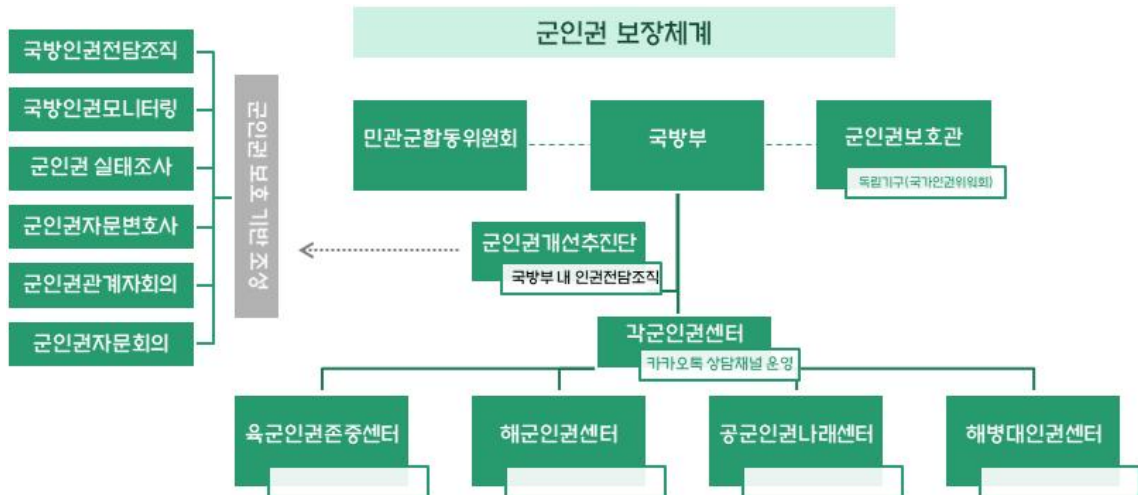 군인권 보장체계
국방인권전담조직
국방인권모니터링
군인권 실태조사
군인권자문변호사
군인권관계자회의
군인권자문회의
군인권 보호 기반 조성
민관군합동위원회
국방부
군인권보호관
독립기구(국가인권위원회)
군인권개선추진단
국방부 내 인권전담조직
각군인권센터
카카오톡 상담채널 운영
육군인권존중센터
해군인권센터
공군인권나래센터
해병대인권센터